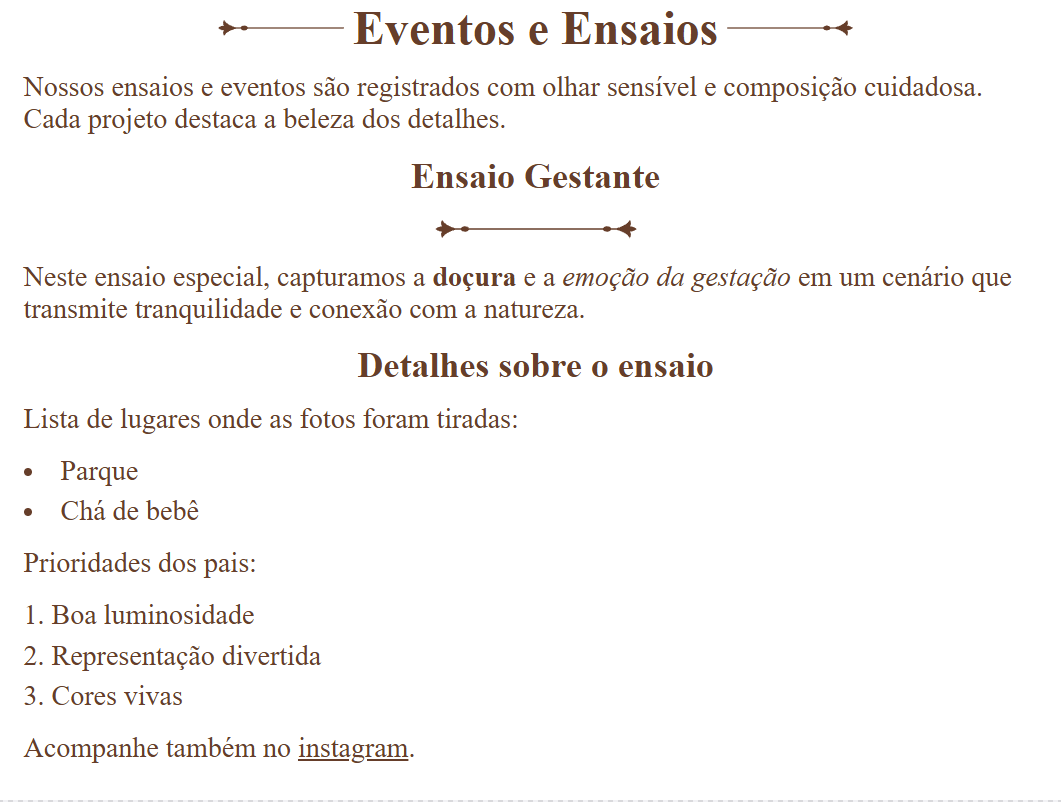 Eventos e Ensaios
Nossos ensaios e eventos são registrados com olhar sensível e composição cuidadosa.
Cada projeto destaca a beleza dos detalhes.
Ensaio Gestante
Neste ensaio especial, capturamos a doçura e a emoção da gestação em um cenário que
transmite tranquilidade e conexão com a natureza.
Detalhes sobre o ensaio
Lista de lugares onde as fotos foram tiradas:
• Parque
• Chá de bebê
Prioridades dos pais:
1. Boa luminosidade
2. Representação divertida
3. Cores vivas
Acompanhe também no instagram.